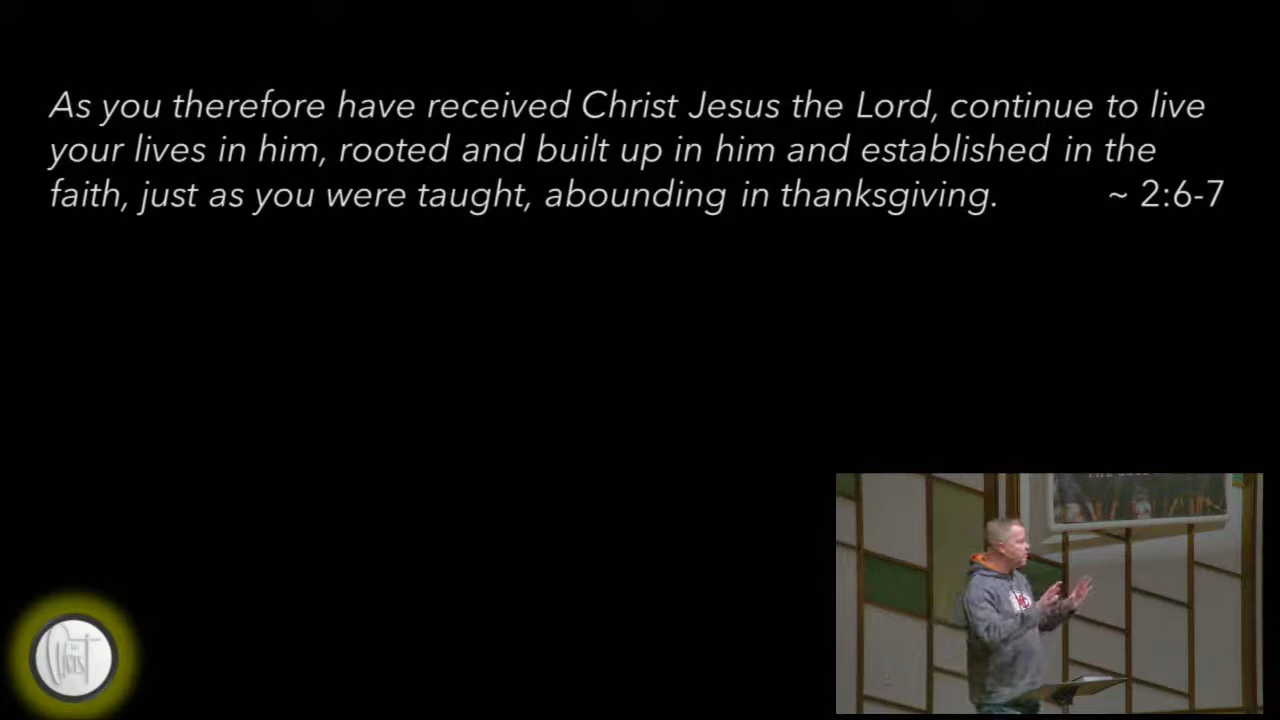 As you therefore have received Christ Jesus the Lord, continue to live
your lives in him, rooted and built up in him and established in the
faith, just as you were taught, abounding in thanksgiving. ~ 2:6-7